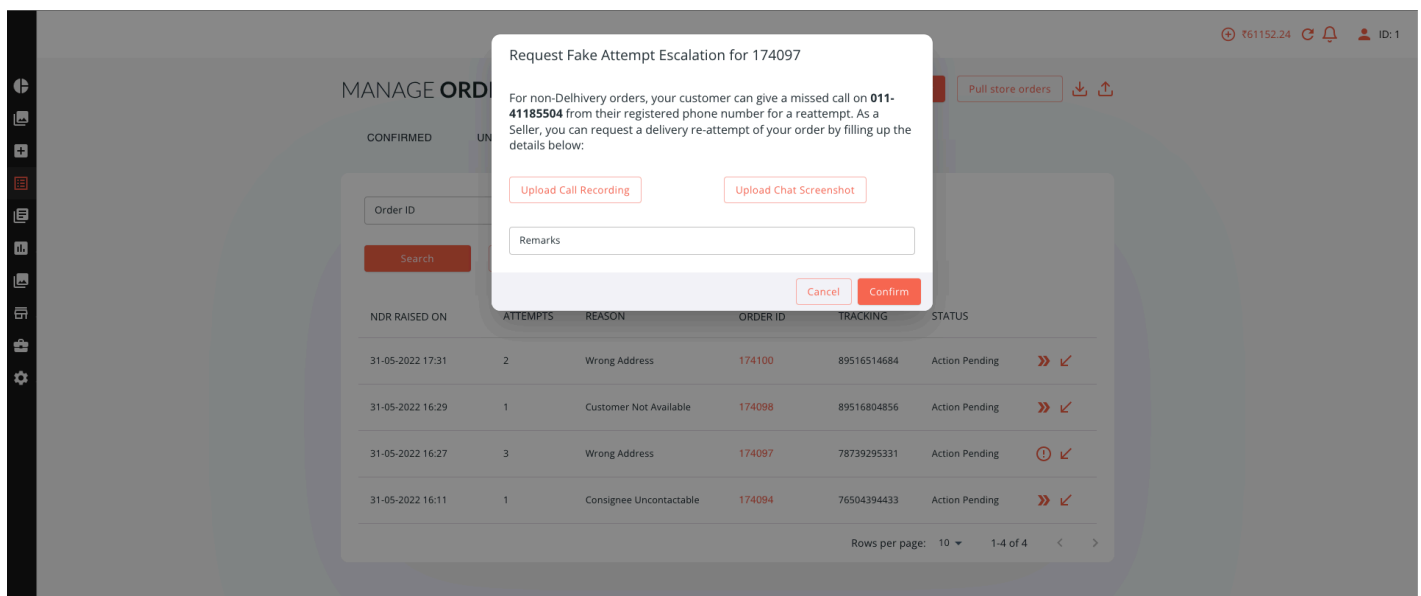 ₹61152.24
ID: 1
Request Fake Attempt Escalation for 174097
MANAGE ORD
Pull store orders
For non-Delhivery orders, your customer can give a missed call on 011-
41185504 from their registered phone number for a reattempt. As a
Seller, you can request a delivery re-attempt of your order by filling up the
details below:
CONFIRMED
UN
Upload Call Recording
Upload Chat Screenshot
Order ID
Remarks
Search
Cancel
Confirm
NDR RAISED ON ATTEMPTS REASON ORDER ID TRACKING STATUS
31-05-2022 17:31 2 Wrong Address 174100 89516514684 Action Pending
31-05-2022 16:29 1 Customer Not Available 174098 89516804856 Action Pending
31-05-2022 16:27 3 Wrong Address 174097 78739295331 Action Pending
31-05-2022 16:11 1 Consignee Uncontactable 174094 76504394433 Action Pending
Rows per page: 10 1-4 of 4